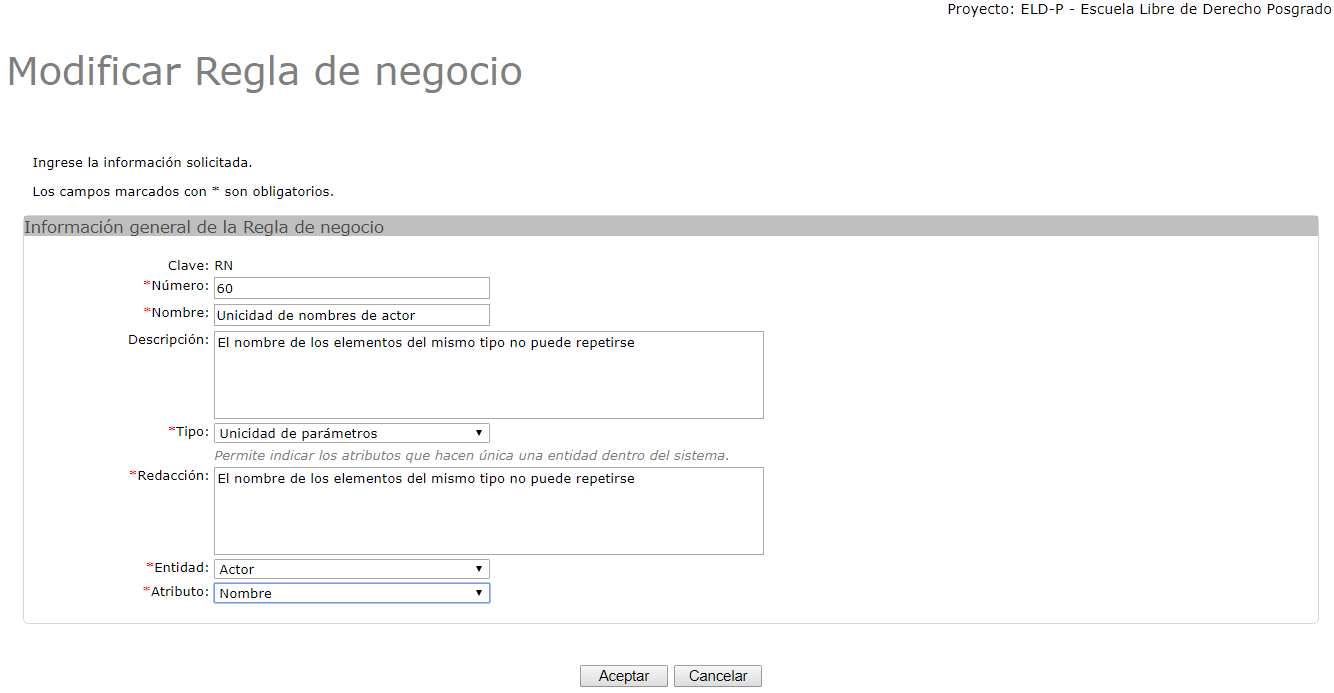 Proyecto: ELD-P - Escuela Libre de Derecho Posgrado
Modificar Regla de negocio
Ingrese la información solicitada.
Los campos marcados con * son obligatorios.
Información general de la Regla de negocio
Clave: RN
*Número: 60
*Nombre: Unicidad de nombres de actor
Descripción: El nombre de los elementos del mismo tipo no puede repetirse
*Tipo: Unicidad de parámetros
Permite indicar los atributos que hacen única una entidad dentro del sistema.
*Redacción: El nombre de los elementos del mismo tipo no puede repetirse
*Entidad: Actor
*Atributo: Nombre
Aceptar Cancelar